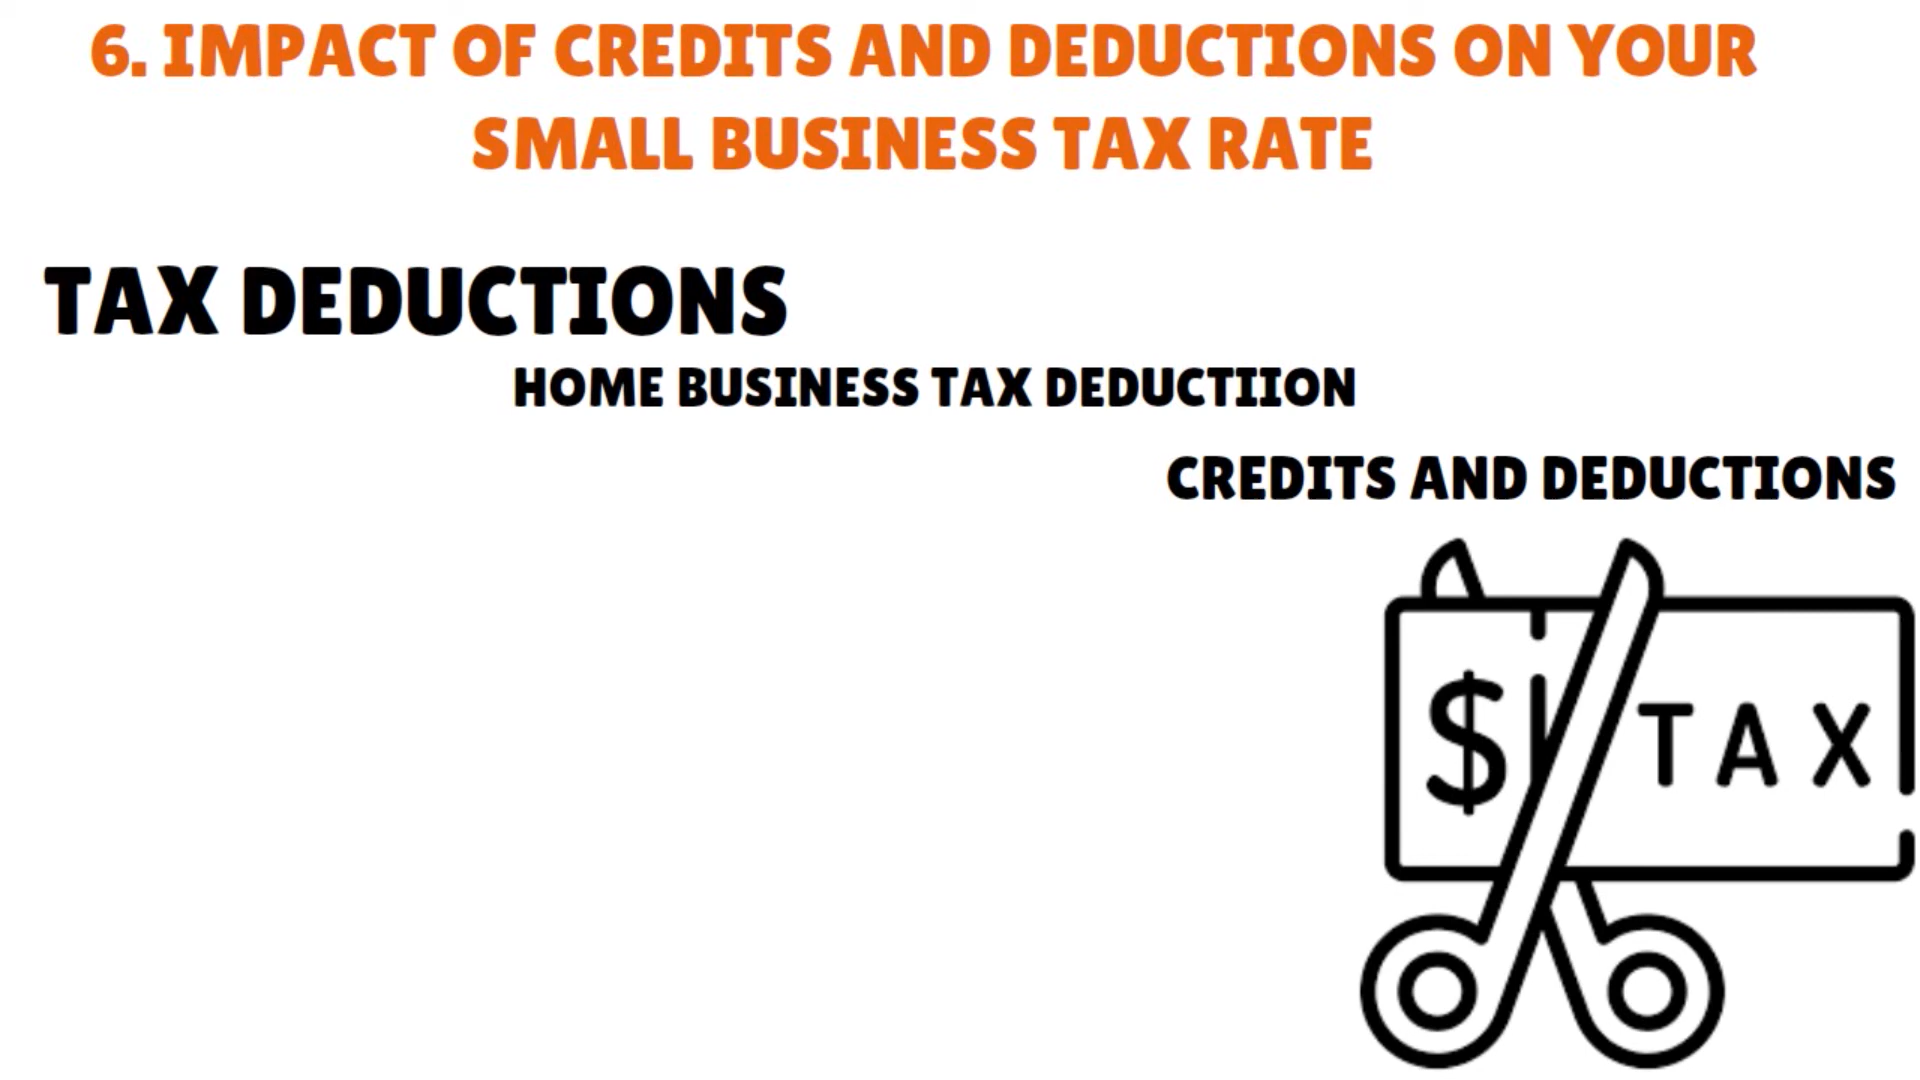 6. IMPACT OF CREDITS AND DEDUCTIONS ON YOUR
SMALL BUSINESS TAX RATE
TAX DEDUCTIONS
HOME BUSINESS TAX DEDUCTIION
CREDITS AND DEDUCTIONS
$ TAX